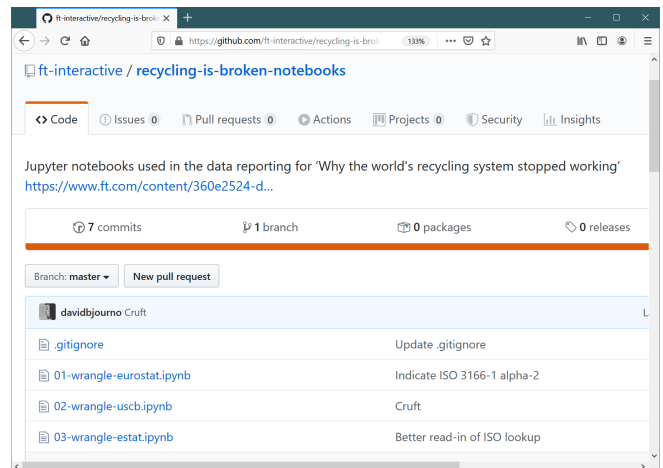 ft-interactive/recycling-is-brok
https://github.com/ft-interactive/recycling-is-brok 133%
ft-interactive / recycling-is-broken-notebooks
Code Issues 0 Pull requests 0 Actions Projects 0 Security Insights
Jupyter notebooks used in the data reporting for ‘Why the world's recycling system stopped working’
https://www.ft.com/content/360e2524-d...
7 commits 1 branch 0 packages 0 releases
Branch: master New pull request
davidbjourno Cruft
.gitignore Update .gitignore
01-wrangle-eurostat.ipynb Indicate ISO 3166-1 alpha-2
02-wrangle-uscb.ipynb Cruft
03-wrangle-estat.ipynb Better read-in of ISO lookup